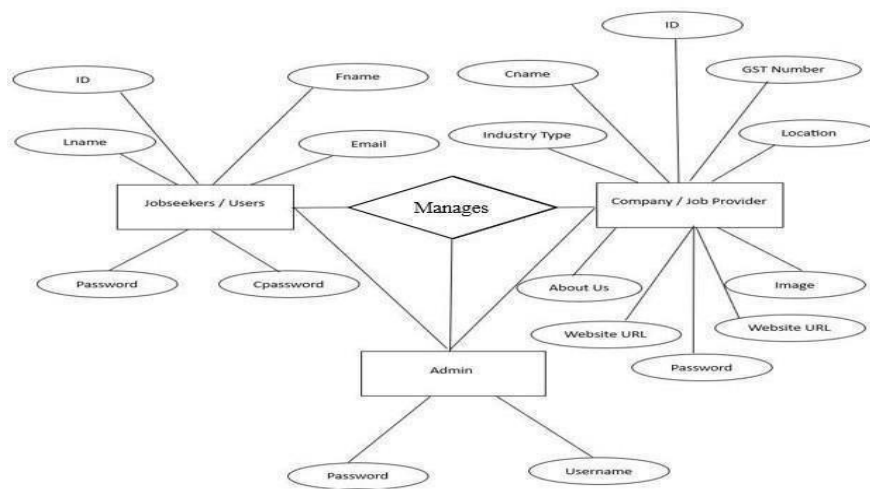 ID
ID
Fname
Cname
GST Number
Lname
Email
Industry Type
Location
Jobseekers / Users
Manages
Company / Job Provider
Password
Cpassword
About Us
Image
Website URL
Website URL
Password
Admin
Password
Username